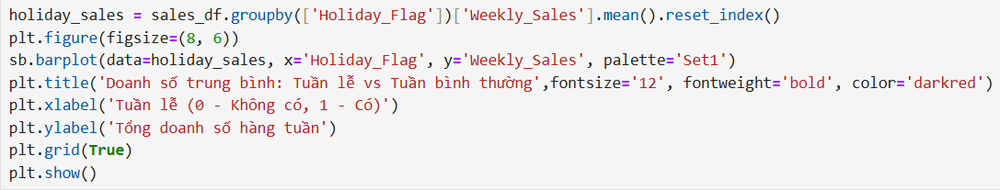 holiday_sales = sales_df.groupby(['Holiday_Flag'])['Weekly_Sales'].mean().reset_index()
plt.figure(figsize=(8, 6))
sb.barplot(data=holiday_sales, x='Holiday_Flag', y='Weekly_Sales', palette='Set1')
plt.title('Doanh số trung bình: Tuần lễ vs Tuần bình thường',fontsize='12', fontweight='bold', color='darkred')
plt.xlabel('Tuần lễ (0 - Không có, 1 - Có)')
plt.ylabel('Tổng doanh số hàng tuần')
plt.grid(True)
plt.show()